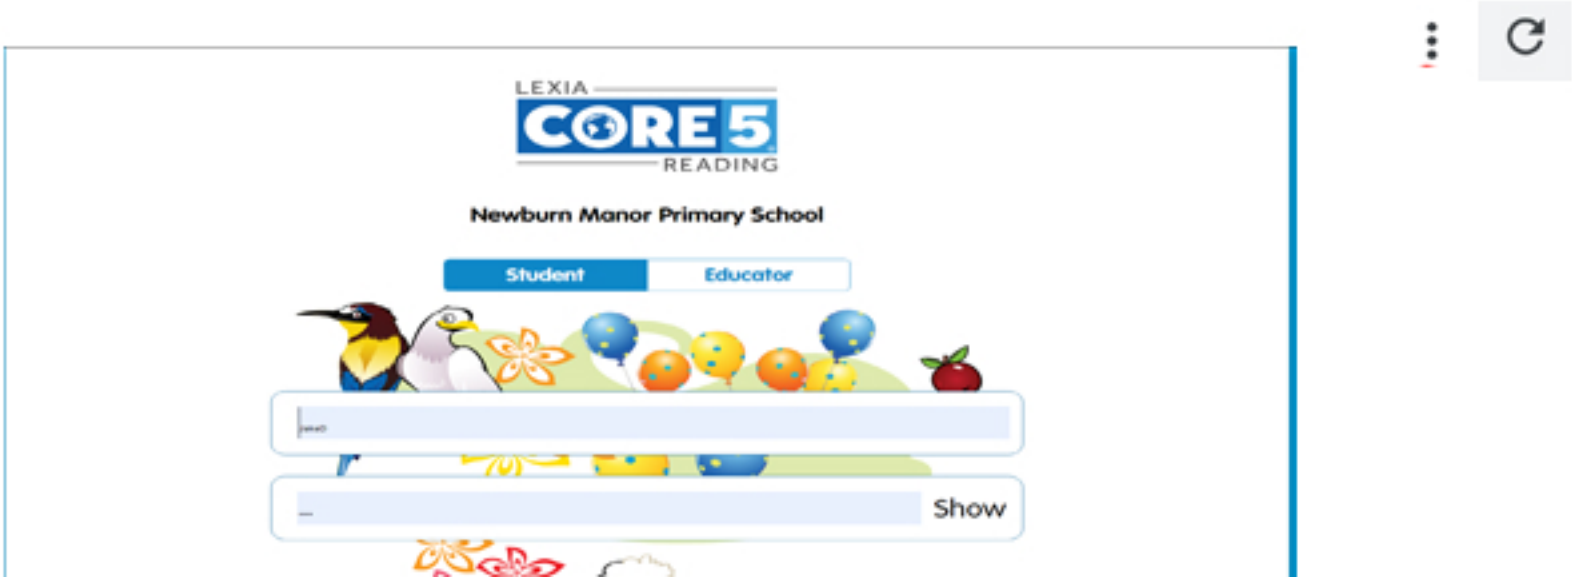 LEXIA
CORE5
READING
Newburn Manor Primary School
Student Educator
Show